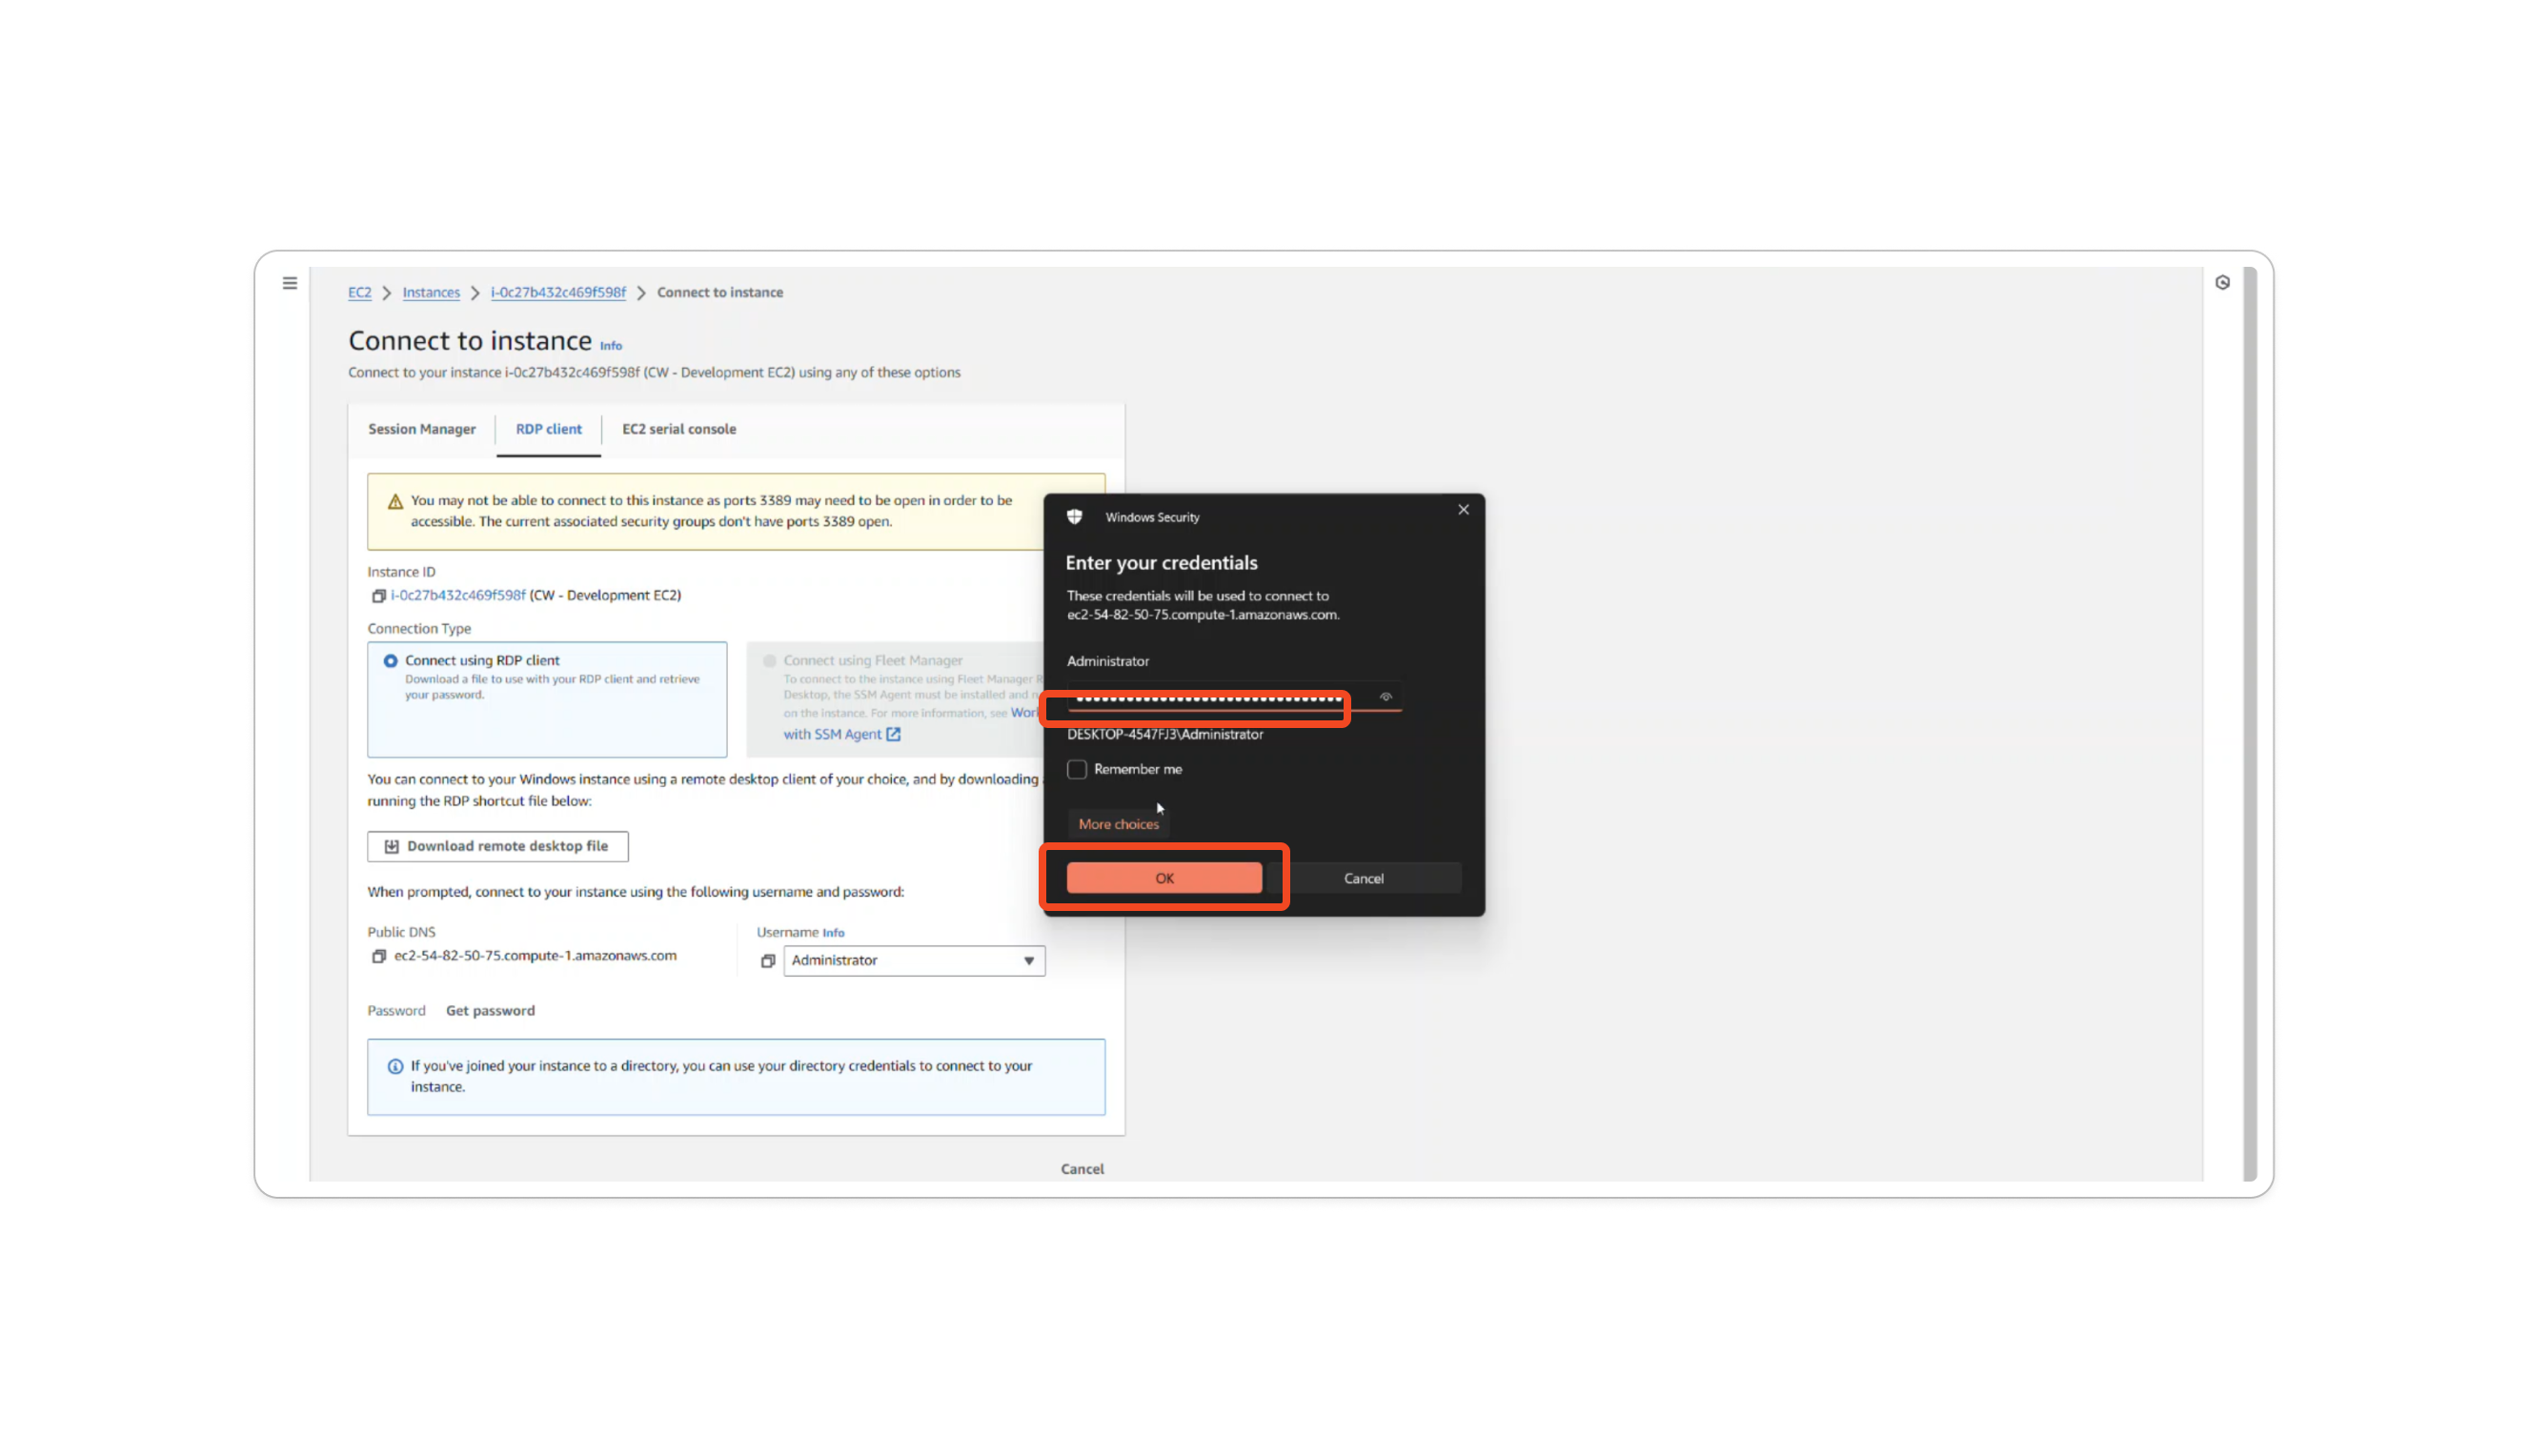 EC2 > Instances > i-0c27b432c469f598f > Connect to instance
Connect to instance Info
Connect to your instance i-0c27b432c469f598f (CW - Development EC2) using any of these options
Session Manager
RDP client
EC2 serial console
You may not be able to connect to this instance as ports 3389 may need to be open in order to be
accessible. The current associated security groups don't have ports 3389 open.
Instance ID
i-0c27b432c469f598f (CW - Development EC2)
Connection Type
Connect using RDP client
Download a file to use with your RDP client and retrieve
your password.
Connect using Fleet Manager
To connect to the instance using Fleet Manager
Desktop, the SSM Agent must be installed and
on the instance. For more information, see
with SSM Agent
You can connect to your Windows instance using a remote desktop client of your choice, and by downloading
running the RDP shortcut file below:
Download remote desktop file
When prompted, connect to your instance using the following username and password:
Public DNS
ec2-54-82-50-75.compute-1.amazonaws.com
Username Info
Administrator
Password Get password
If you've joined your instance to a directory, you can use your directory credentials to connect to your
instance.
Cancel
Windows Security
Enter your credentials
These credentials will be used to connect to
ec2-54-82-50-75.compute-1.amazonaws.com.
Administrator
DESKTOP-4547FJ3\Administrator
Remember me
More choices
OK
Cancel